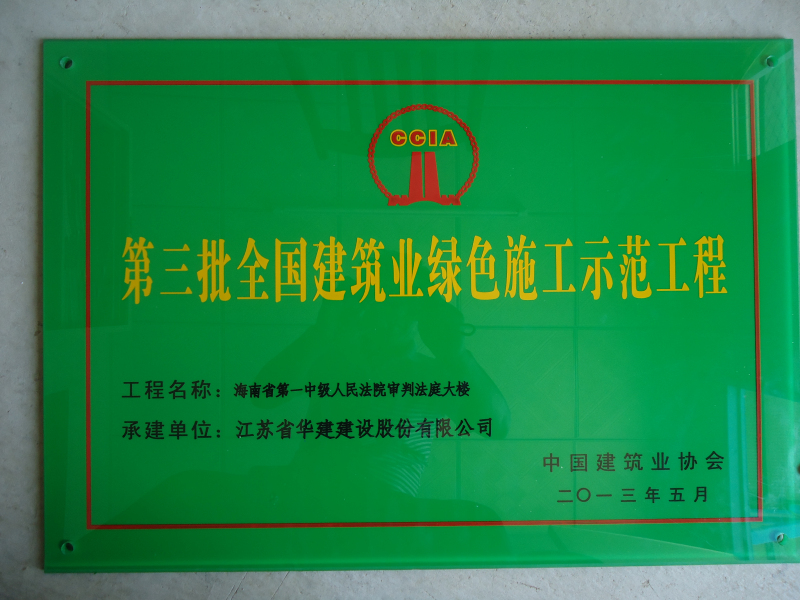 CCIA
第三批全国建筑业绿色施工示范工程
工程名称：海南省第一中级人民法院审判法庭大楼
承建单位：江苏省华建建设股份有限公司
中国建筑业协会
二〇一三年五月